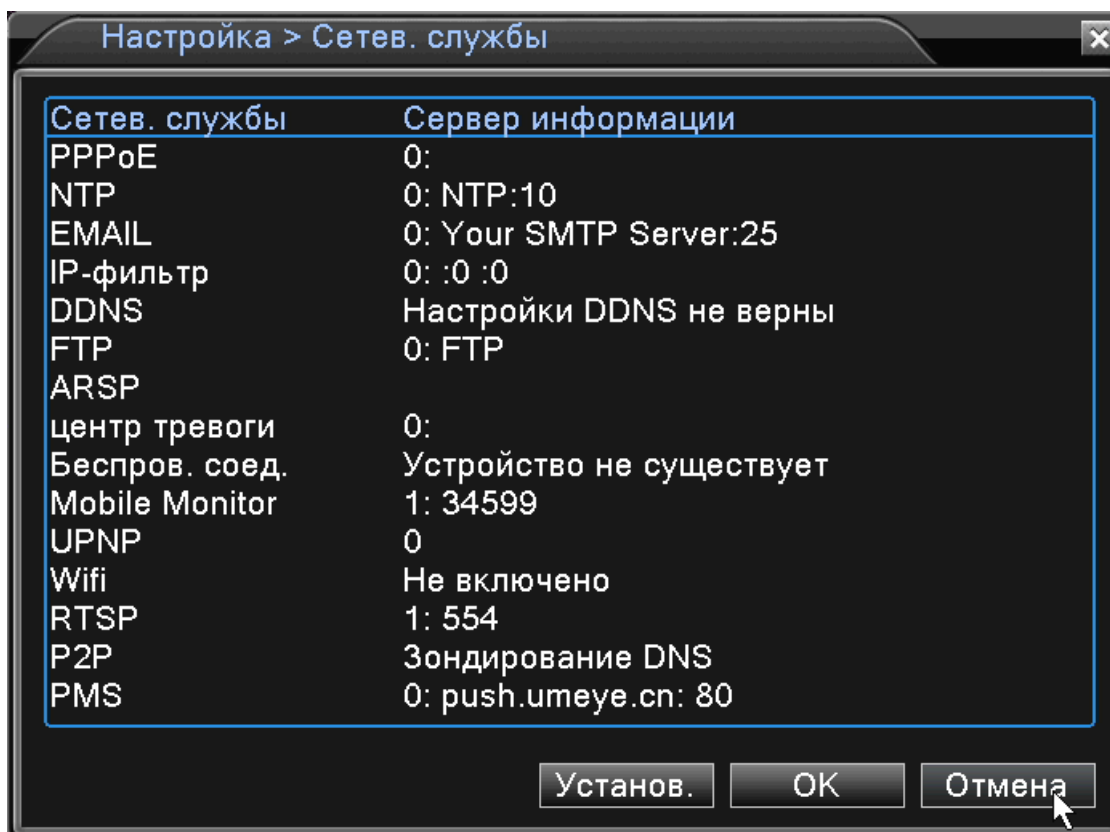 Настройка > Сетев. службы
Сетев. службы Сервер информации
PPPoE 0:
NTP 0: NTP:10
EMAIL 0: Your SMTP Server:25
IP-фильтр 0: :0 :0
DDNS Настройки DDNS не верны
FTP 0: FTP
ARSP
центр тревоги 0:
Беспров. соед. Устройство не существует
Mobile Monitor 1: 34599
UPNP 0
Wifi Не включено
RTSP 1: 554
P2P Зондирование DNS
PMS 0: push.umeye.cn: 80
Установ. OK Отмена